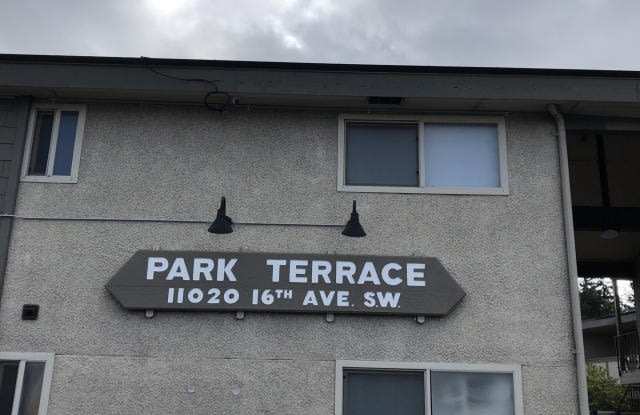 PARK TERRACE
11020 16TH AVE. SW.